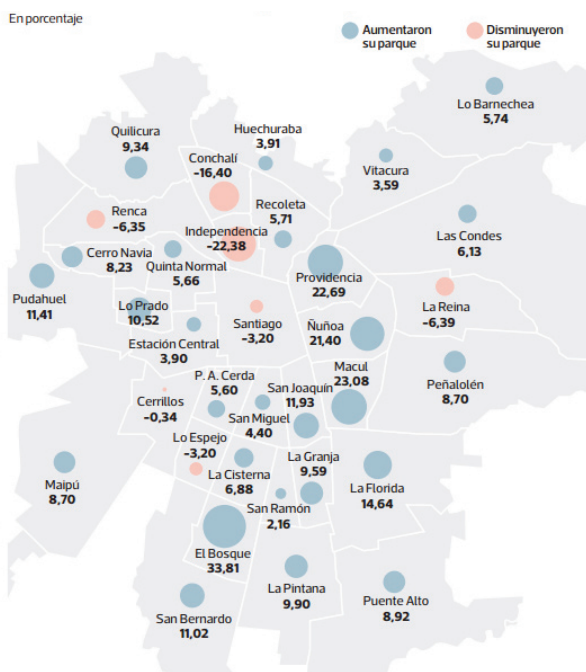 En porcentaje
Aumentaron
su parque
Disminuyeron
su parque
Lo Barnechea
5,74
Quilicura
9,34
Huechuraba
3,91
Conchalí
-16,40
Vitacura
3,59
Renca
-6,35
Recoleta
5,71
Independencia
-22,38
Las Condes
6,13
Cerro Navia
8,23
Quinta Normal
5,66
Pudahuel
11,41
Providencia
22,69
La Reina
-6,39
Lo Prado
10,52
Santiago
-3,20
Ñuñoa
21,40
Estación Central
3,90
Macul
23,08
Peñalolén
8,70
P. A. Cerda
5,60
San Joaquín
11,93
Cerrillos
-0,34
San Miguel
4,40
Lo Espejo
-3,20
La Granja
9,59
Maipú
8,70
La Cisterna
6,88
La Florida
14,64
San Ramón
2,16
El Bosque
33,81
La Pintana
9,90
Puente Alto
8,92
San Bernardo
11,02